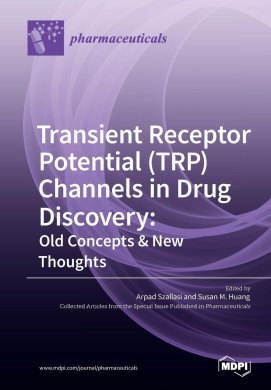 pharmaceuticals
Transient Receptor
Potential (TRP)
Channels in Drug
Discovery:
Old Concepts & New
Thoughts
Edited by
Arpad Szallasi and Susan M. Huang
Collected Articles from the Special Issue Published in Pharmaceuticals
www.mdpi.com/journal/pharmaceuticals
MDPI